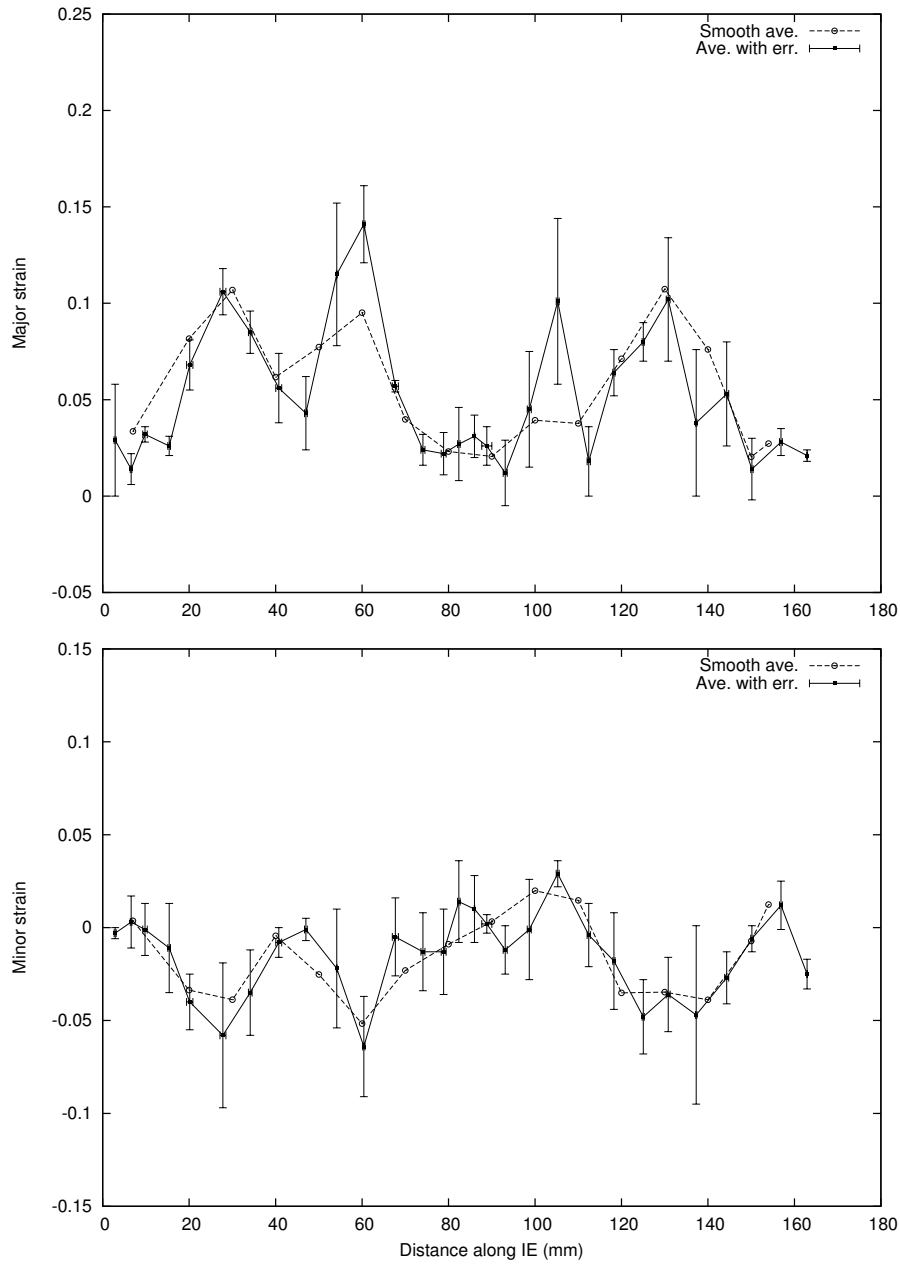 0.25
Smooth ave.
Ave. with err.
0.2
0.15
Major strain
0.1
0.05
0
-0.05
0 20 40 60 80 100 120 140 160 180
0.15
Smooth ave.
Ave. with err.
0.1
0.05
Minor strain
0
-0.05
-0.1
-0.15
0 20 40 60 80 100 120 140 160 180
Distance along IE (mm)